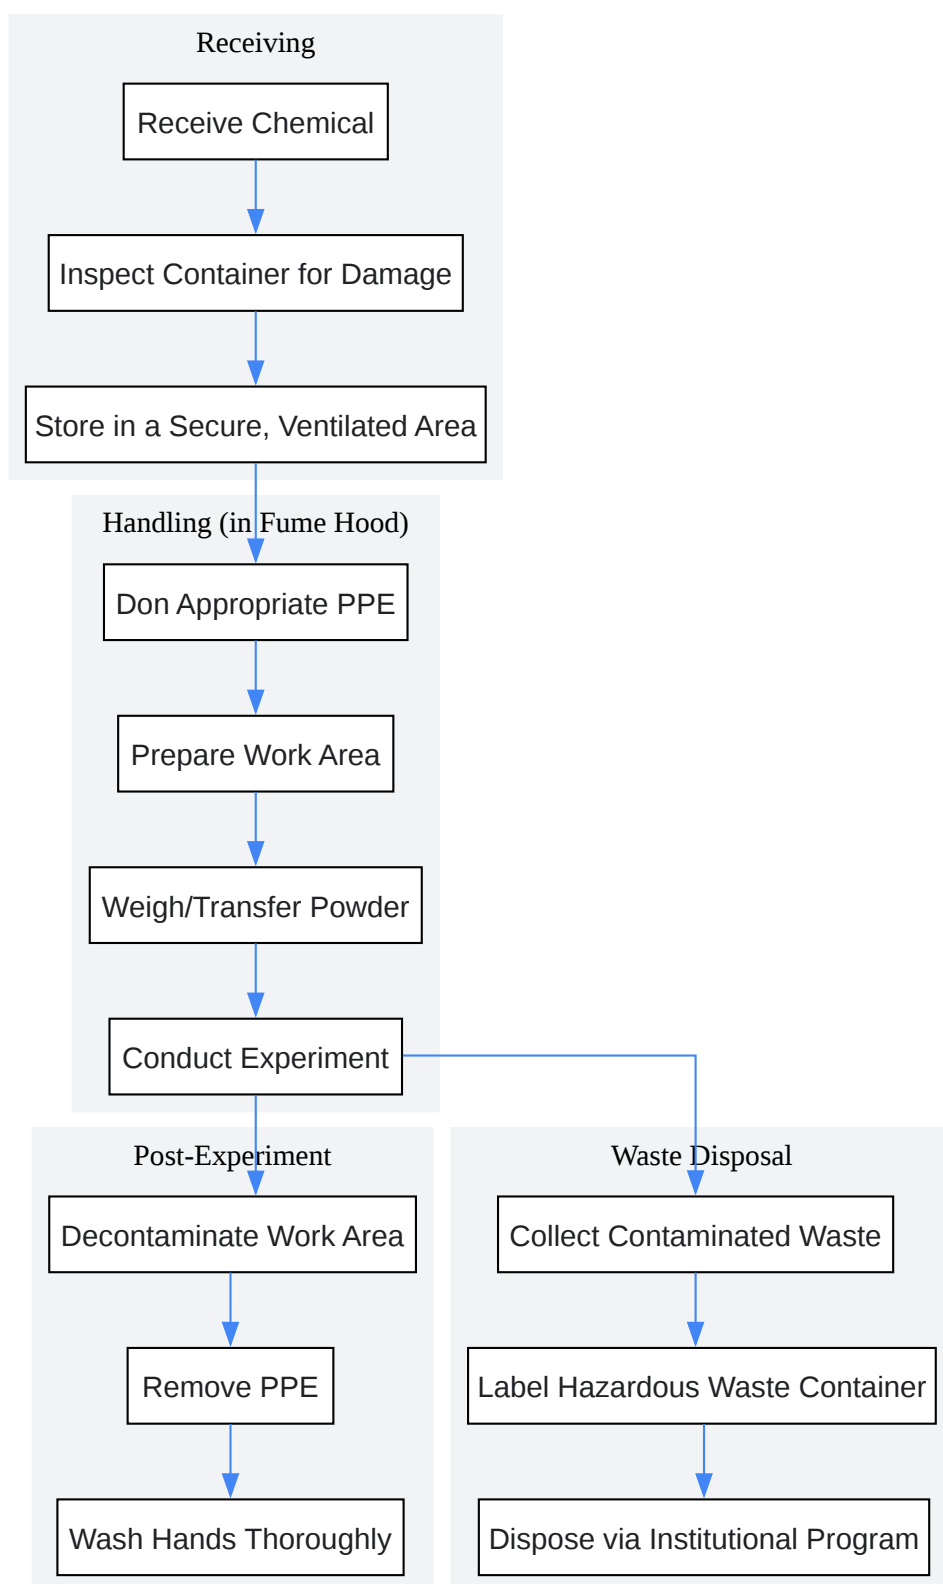 Receiving
Receive Chemical
Inspect Container for Damage
Store in a Secure, Ventilated Area
Handling (in Fume Hood)
Don Appropriate PPE
Prepare Work Area
Weigh/Transfer Powder
Conduct Experiment
Post-Experiment
Decontaminate Work Area
Remove PPE
Wash Hands Thoroughly
Waste Disposal
Collect Contaminated Waste
Label Hazardous Waste Container
Dispose via Institutional Program